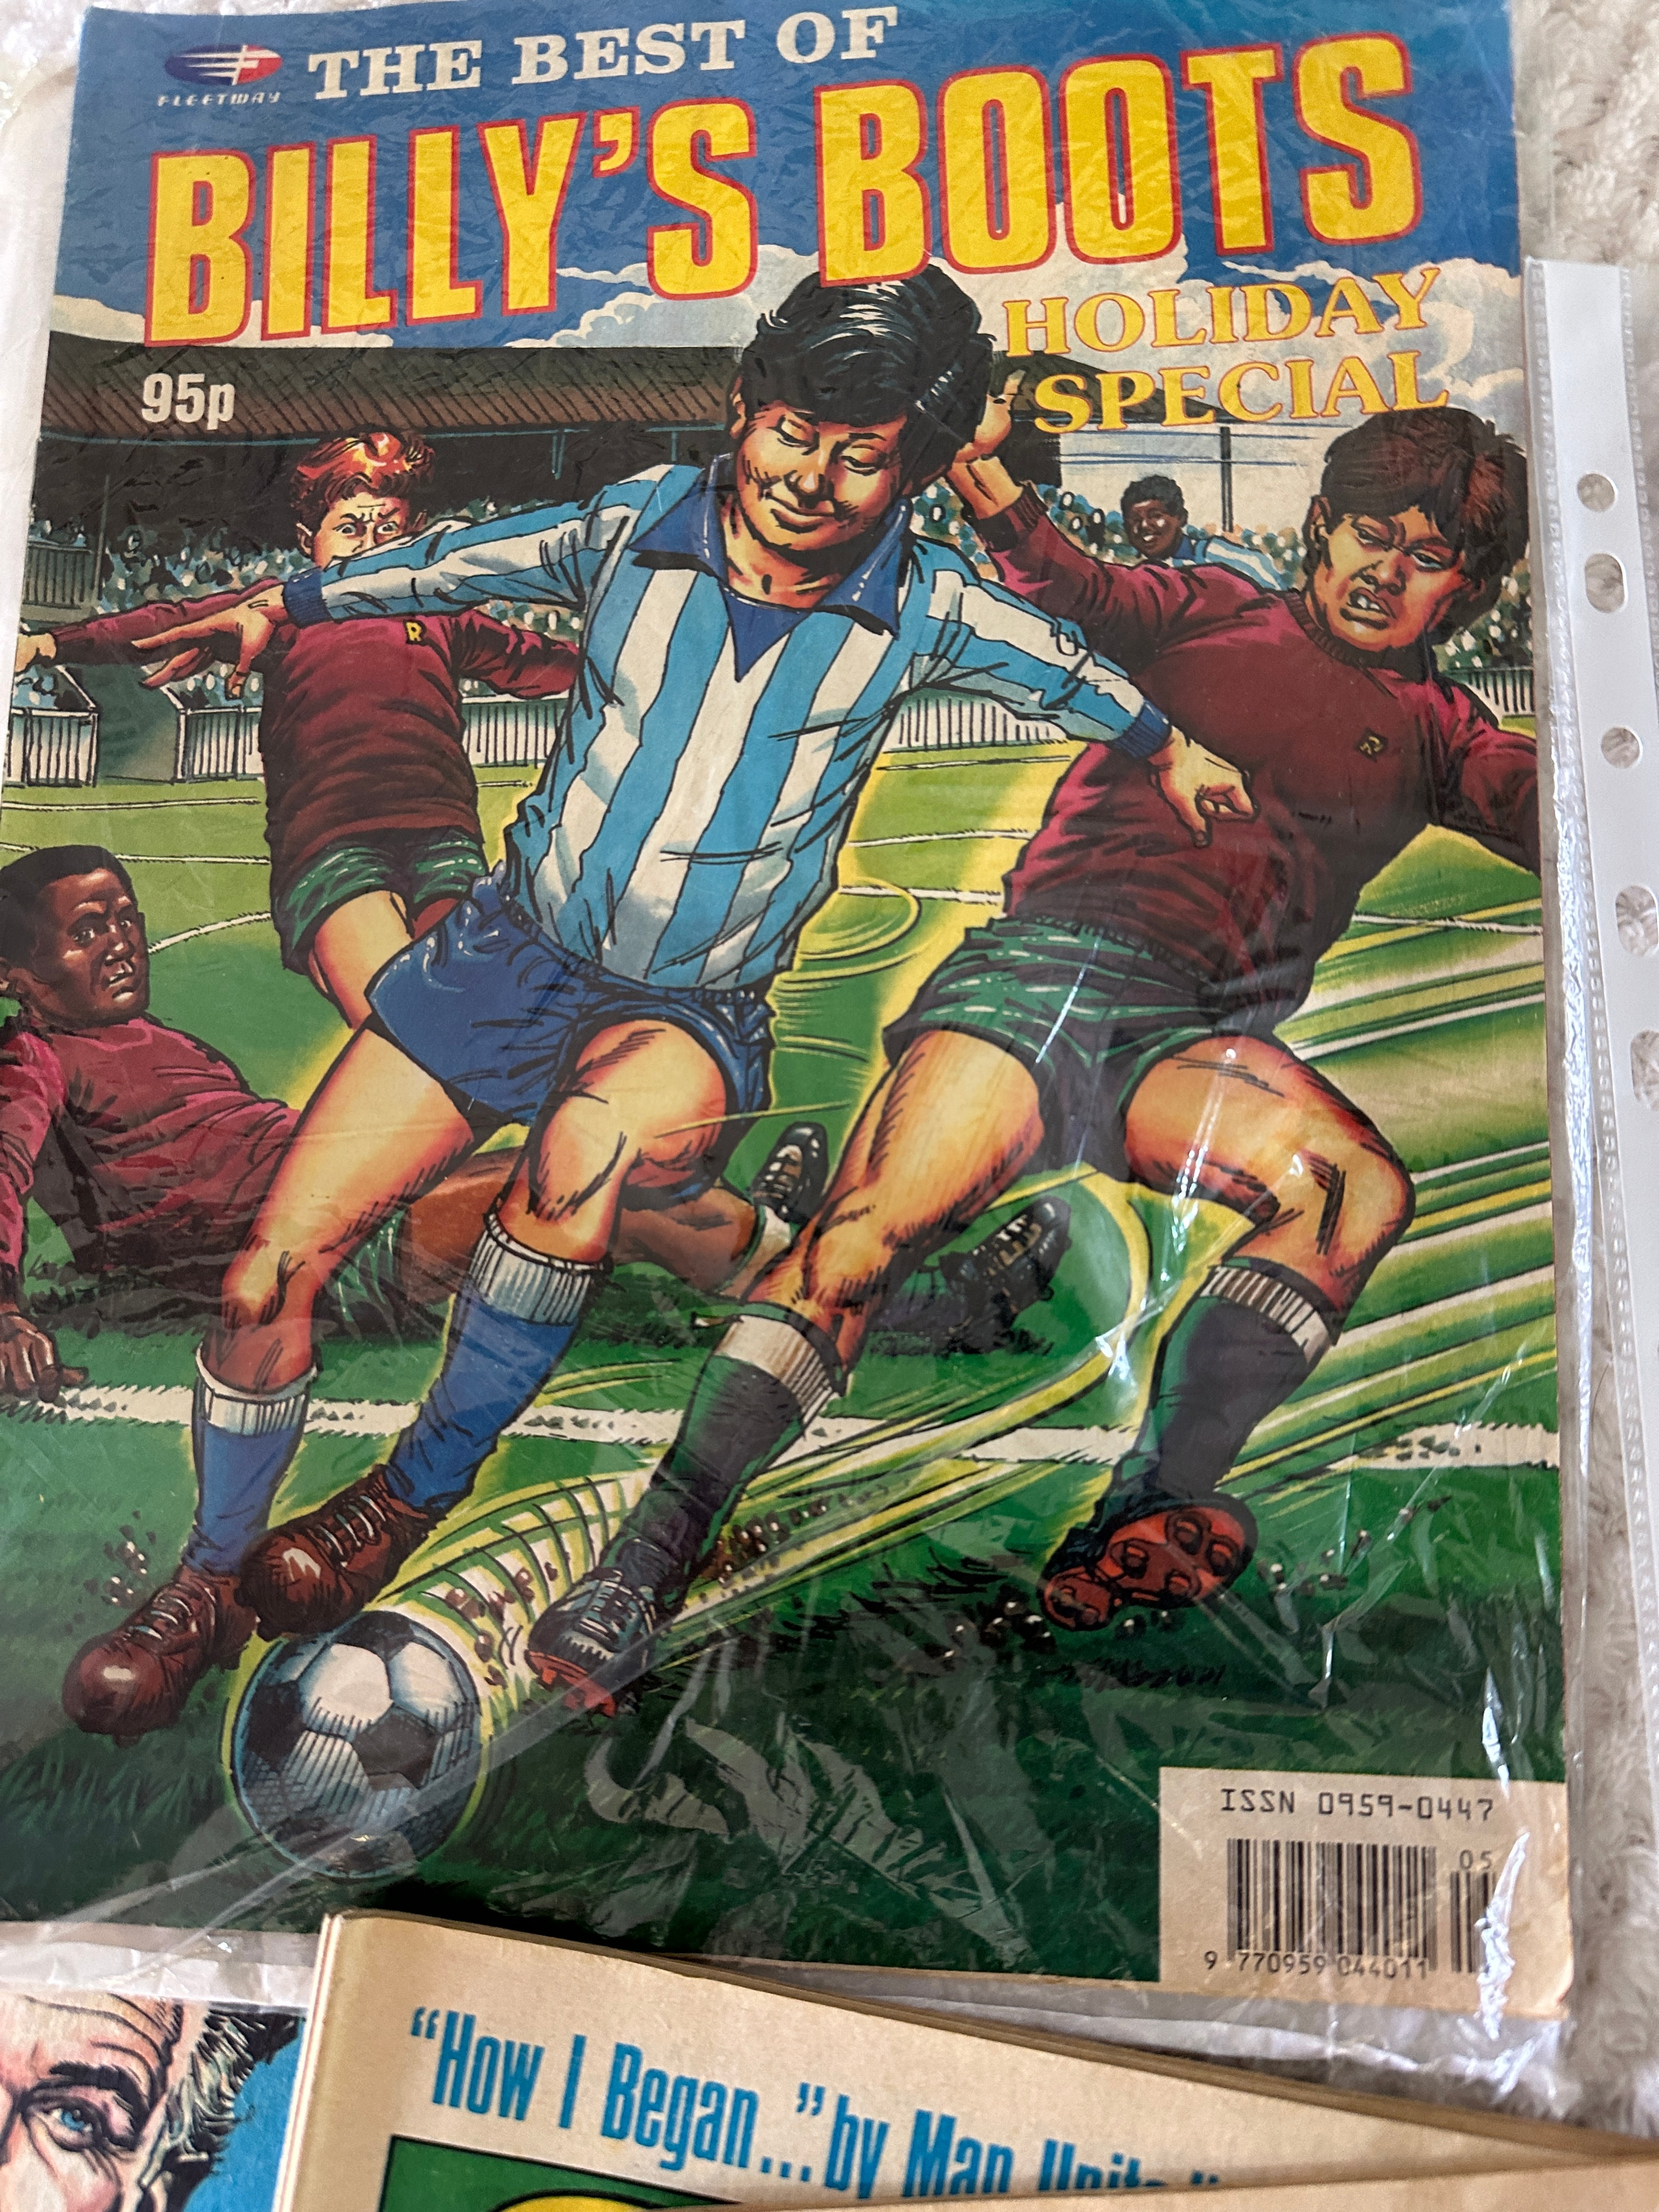 FLEETWAY
THE BEST OF
BILLY'S BOOTS
HOLIDAY
SPECIAL
95p
R
R
ISSN 0959-0447
05
9 770959 044011
“How I Began...” by Man